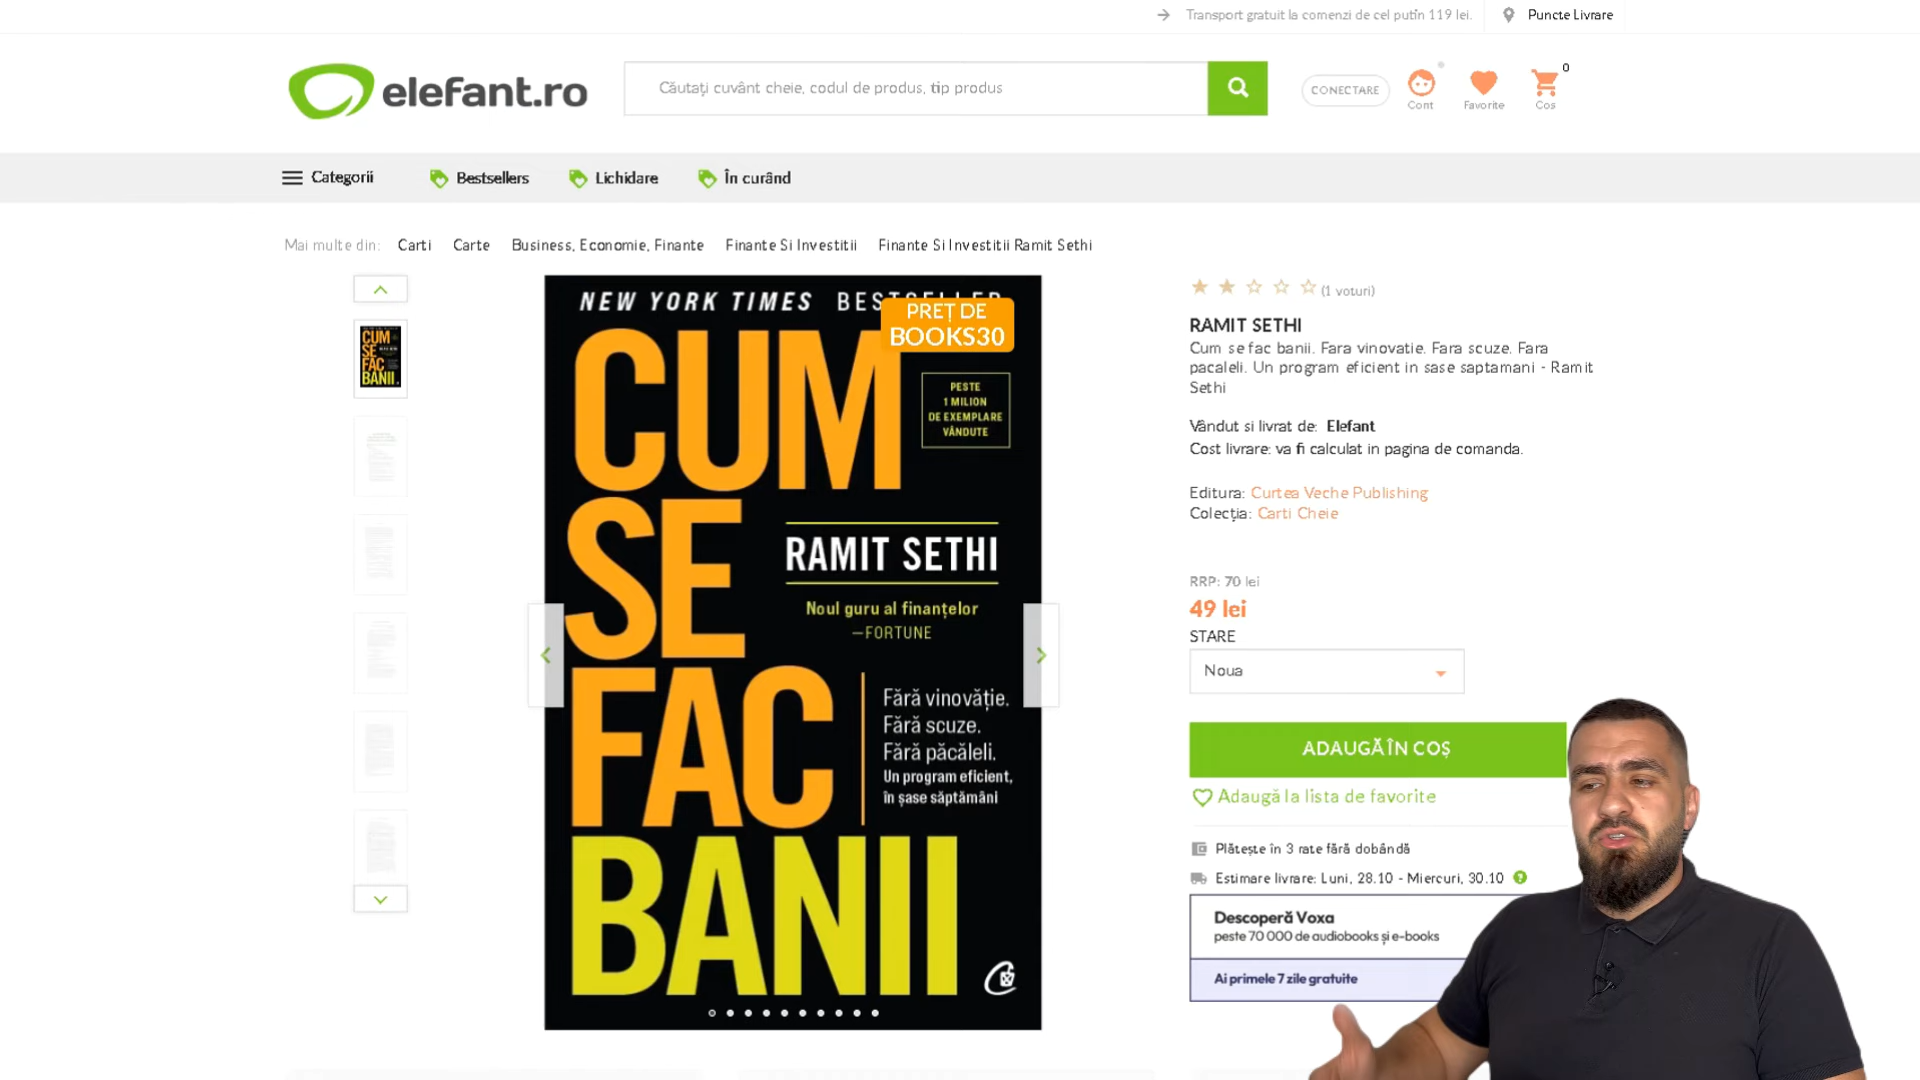 Transport gratuit la comenzi de cel putin 119 lei.
Puncte Livrare
elefant.ro
Căutați cuvânt cheie, codul de produs, tip produs
CONECTARE
Cont
Favorite
0
Cos
Categorii
Bestsellers
Lichidare
În curând
Mai multe din: Carti Carte Business, Economie, Finante Finante Si Investitii Finante Si Investitii Ramit Sethi
NEW YORK TIMES BESTSELLER
PREȚ DE
BOOKS30
CUM
SE
FAC
BANII
PESTE
1 MILION
DE EXEMPLARE
VÂNDUTE
RAMIT SETHI
Noul guru al finanțelor
—FORTUNE
Fără vinovăție.
Fără scuze.
Fără păcăleli.
Un program eficient,
în șase săptămâni
CUM
SE
FAC
BANII
(1 voturi)
RAMIT SETHI
Cum se fac banii. Fara vinovatie. Fara scuze. Fara
pacaleli. Un program eficient in sase saptamani - Ramit
Sethi
Vândut si livrat de: Elefant
Cost livrare: va fi calculat in pagina de comanda.
Editura: Curtea Veche Publishing
Colecția: Carti Cheie
RRP: 70 lei
49 lei
STARE
Noua
ADAUGĂ ÎN COȘ
Adaugă la lista de favorite
Plătește în 3 rate fără dobândă
Estimare livrare: Luni, 28.10 - Miercuri, 30.10
Descoperă Voxa
peste 70 000 de audiobooks și e-books
Ai primele 7 zile gratuite